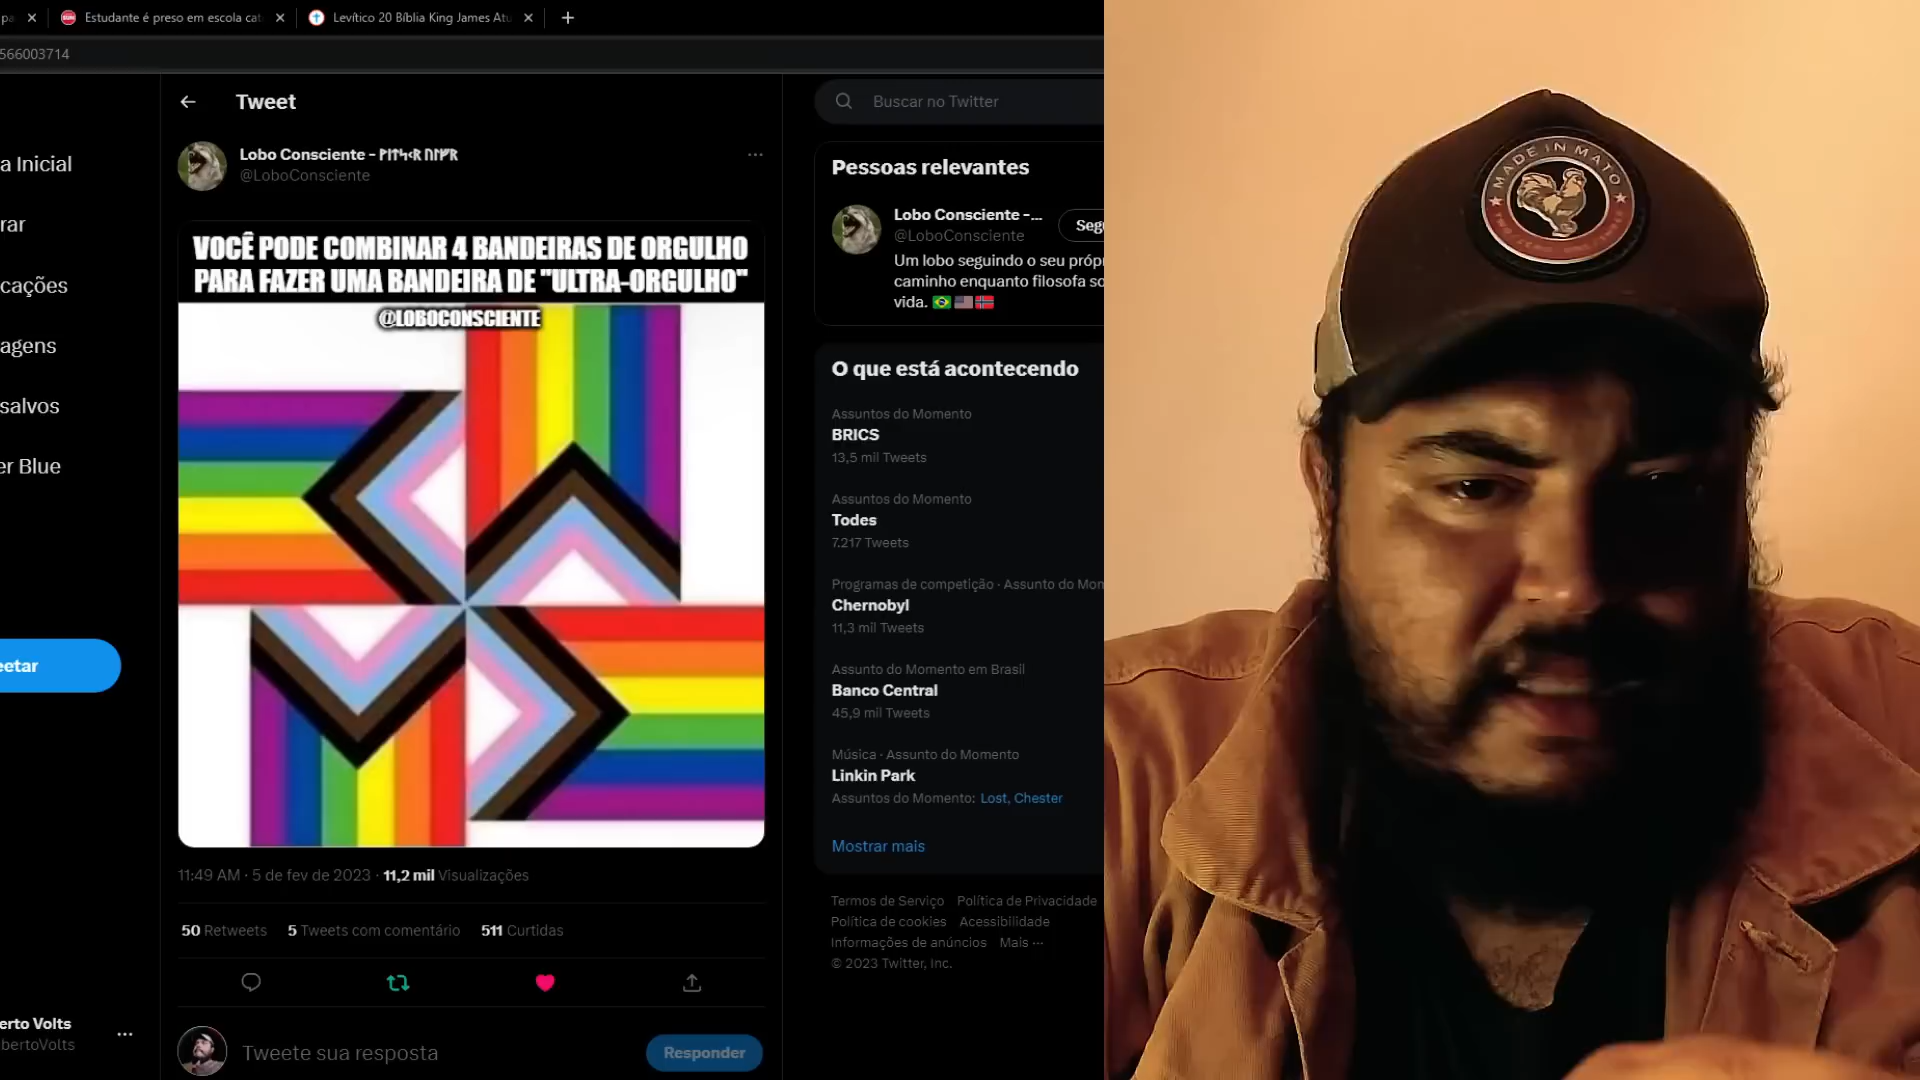 pa
Estudante é preso em escola cat
Levítico 20 Bíblia King James Atu
566003714
a Inicial
rar
cações
agens
salvos
er Blue
eetar
erto Volts
bertoVolts
Tweet
Lobo Consciente - ᚹᛁᛏᛋᚲᚱ ᚢᛚᚠᚱ
@LoboConsciente
VOCÊ PODE COMBINAR 4 BANDEIRAS DE ORGULHO
PARA FAZER UMA BANDEIRA DE "ULTRA-ORGULHO"
@LOBOCONSCIENTE
11:49 AM · 5 de fev de 2023 · 11,2 mil Visualizações
50 Retweets 5 Tweets com comentário 511 Curtidas
Tweete sua resposta
Responder
Buscar no Twitter
Pessoas relevantes
Lobo Consciente -...
@LoboConsciente
Segu
Um lobo seguindo o seu própr
caminho enquanto filosofa so
vida.
O que está acontecendo
Assuntos do Momento
BRICS
13,5 mil Tweets
Assuntos do Momento
Todes
7.217 Tweets
Programas de competição · Assunto do Mom
Chernobyl
11,3 mil Tweets
Assunto do Momento em Brasil
Banco Central
45,9 mil Tweets
Música · Assunto do Momento
Linkin Park
Assuntos do Momento: Lost, Chester
Mostrar mais
Termos de Serviço Política de Privacidade
Política de cookies Acessibilidade
Informações de anúncios Mais ···
© 2023 Twitter, Inc.
MADE IN MATO